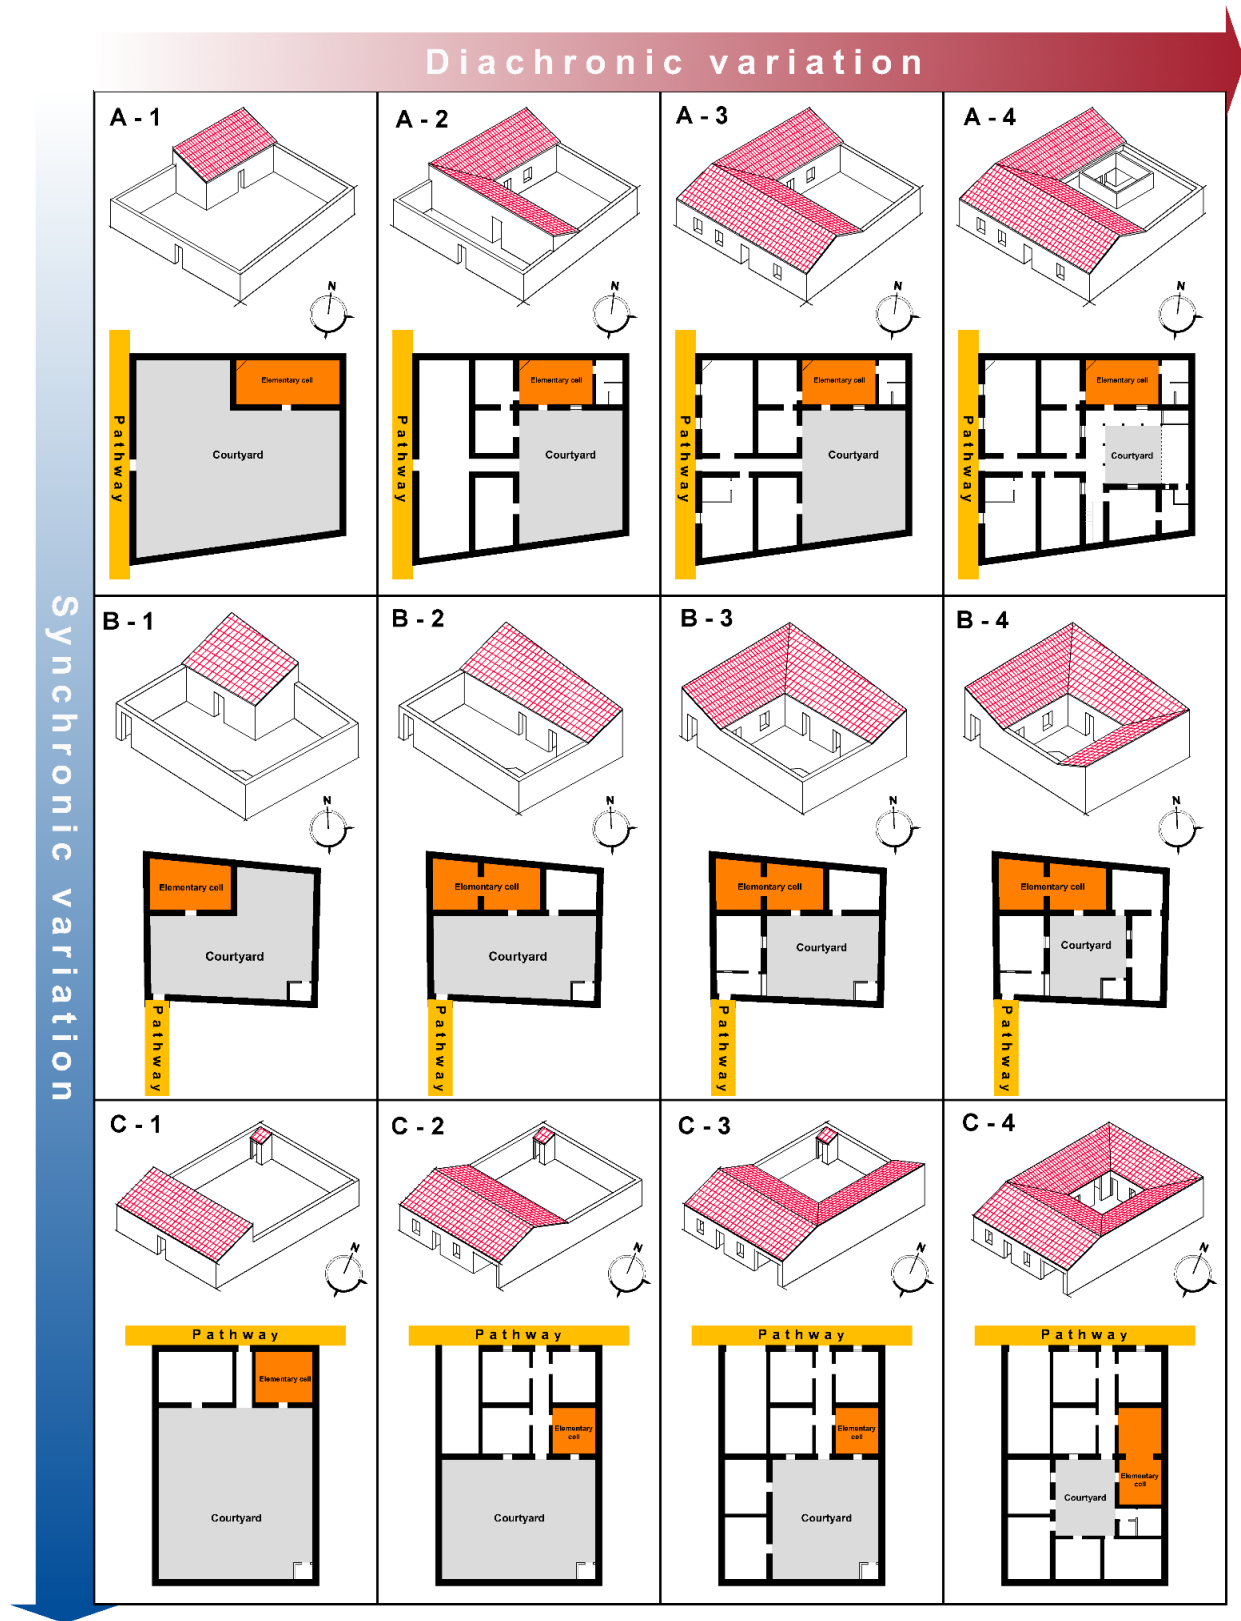 Diachronic variation
Synchronic variation
A - 1
N
Pathway
Elementary cell
Courtyard
A - 2
N
Pathway
Elementary cell
Courtyard
A - 3
N
Pathway
Elementary cell
Courtyard
A - 4
N
Pathway
Elementary cell
Courtyard
B - 1
N
Elementary cell
Courtyard
Pathway
B - 2
N
Elementary cell
Courtyard
Pathway
B - 3
N
Elementary cell
Courtyard
Pathway
B - 4
N
Elementary cell
Courtyard
Pathway
C - 1
N
Pathway
Elementary cell
Courtyard
C - 2
N
Pathway
Elementary
cell
Courtyard
C - 3
N
Pathway
Elementary
cell
Courtyard
C - 4
N
Pathway
Elementary
cell
Courtyard